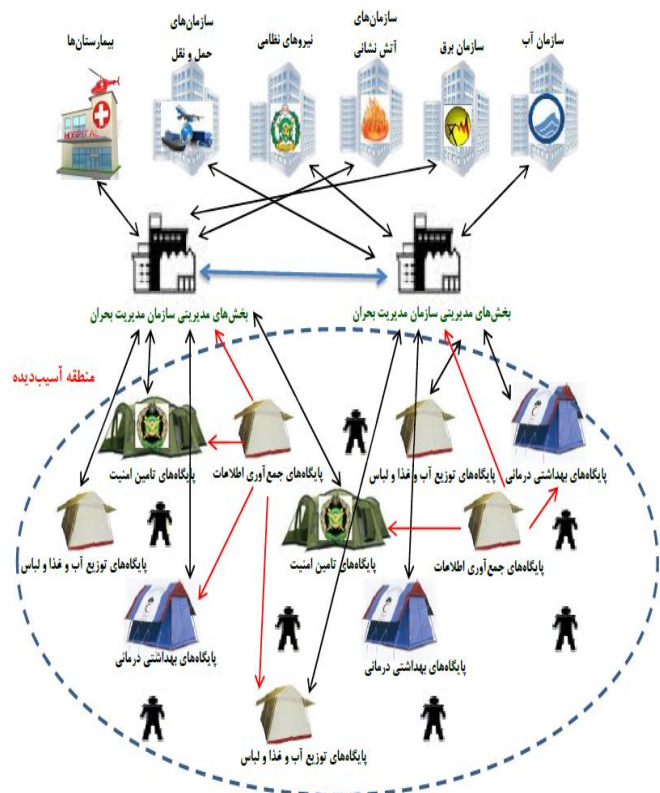 سازمان آب
سازمان برق
سازمان‌های
آتش نشانی
نیروهای نظامی
سازمان‌های
حمل و نقل
بیمارستان‌ها
HOSPITAL
بخش‌های مدیریتی سازمان مدیریت بحران
بخش‌های مدیریتی سازمان مدیریت بحران
منطقه آسیب‌دیده
پایگاه‌های بهداشتی درمانی
پایگاه‌های توزیع آب و غذا و لباس
پایگاه‌های جمع‌آوری اطلاعات
پایگاه‌های تامین امنیت
پایگاه‌های جمع‌آوری اطلاعات
پایگاه‌های تامین امنیت
پایگاه‌های توزیع آب و غذا و لباس
پایگاه‌های بهداشتی درمانی
پایگاه‌های بهداشتی درمانی
پایگاه‌های توزیع آب و غذا و لباس